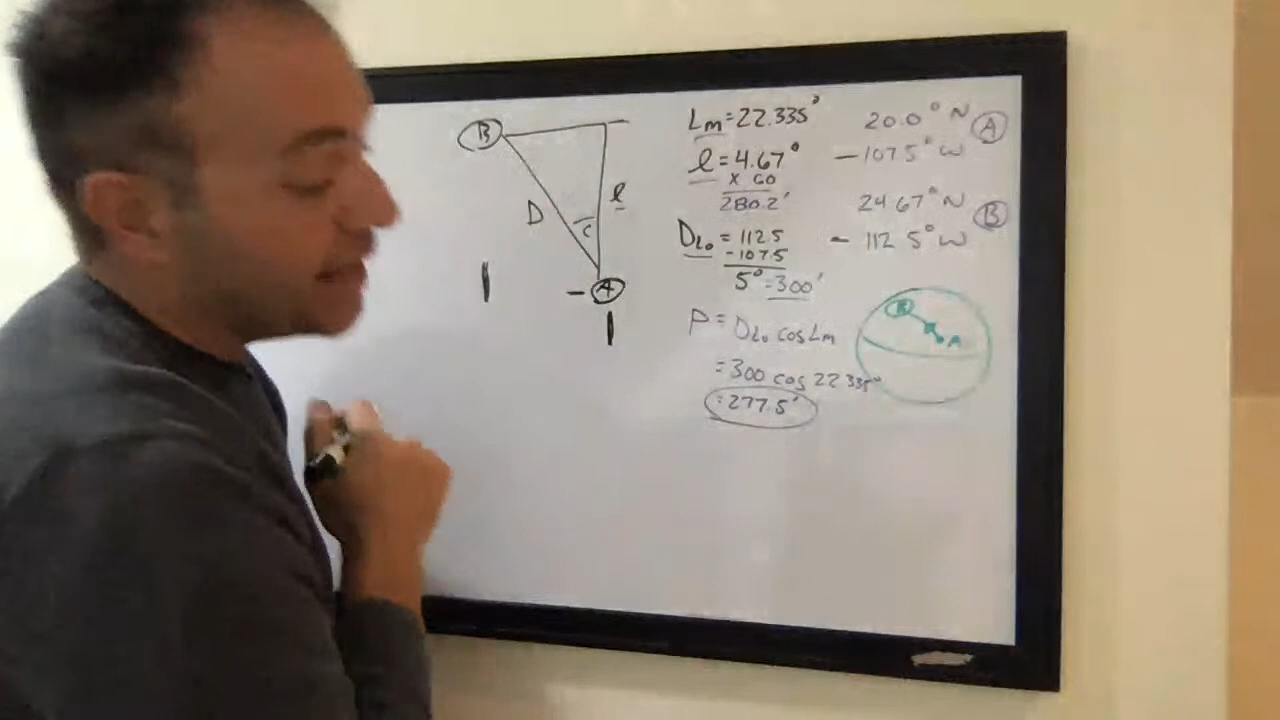 B
D
l
C
A
Lm = 22.335°
l = 4.67°
x 60
280.2'
DLo = 112.5
-107.5
5° = 300'
P = DLo cos Lm
= 300 cos 22.335°
= 277.5'
20.0° N A
- 107.5° W
24.67° N B
- 112.5° W
B
A